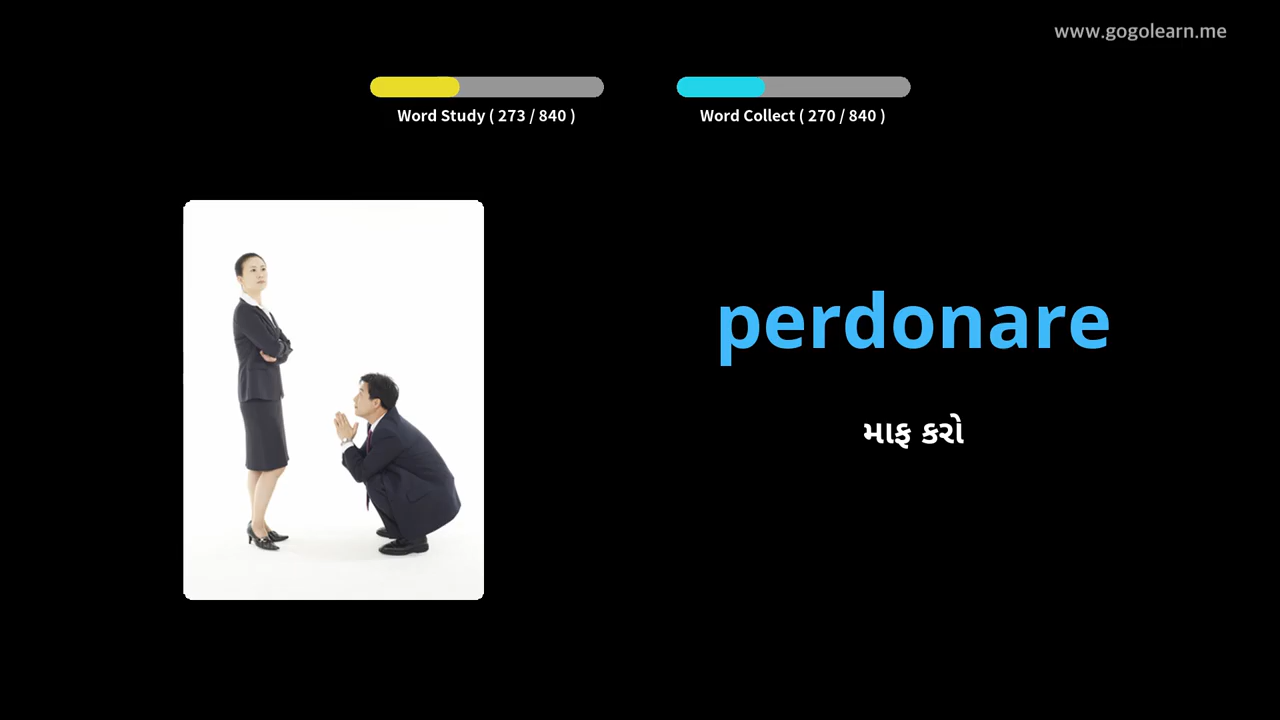 www.gogolearn.me
Word Study ( 273 / 840 )
Word Collect ( 270 / 840 )
perdonare
માફ કરો